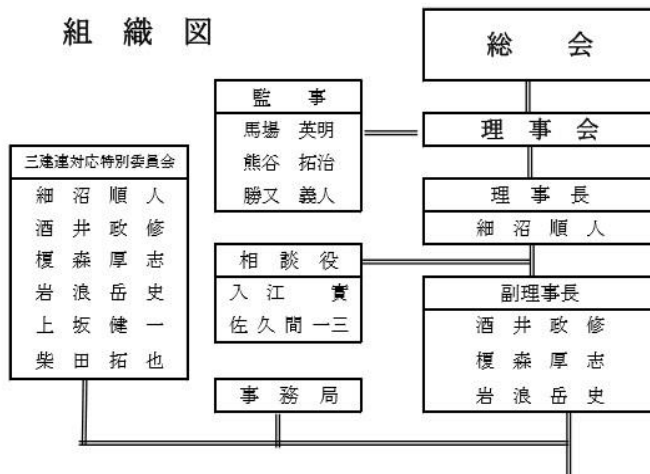 組織図
総会
監事
馬場 英明
熊谷 拓治
勝又 義人
理事会
三建連対応特別委員会
細沼順人
酒井政修
榎森厚志
岩浪岳史
上坂健一
柴田拓也
理事長
細沼順人
相談役
入江 實
佐久間一三
副理事長
酒井政修
榎森厚志
岩浪岳史
事務局